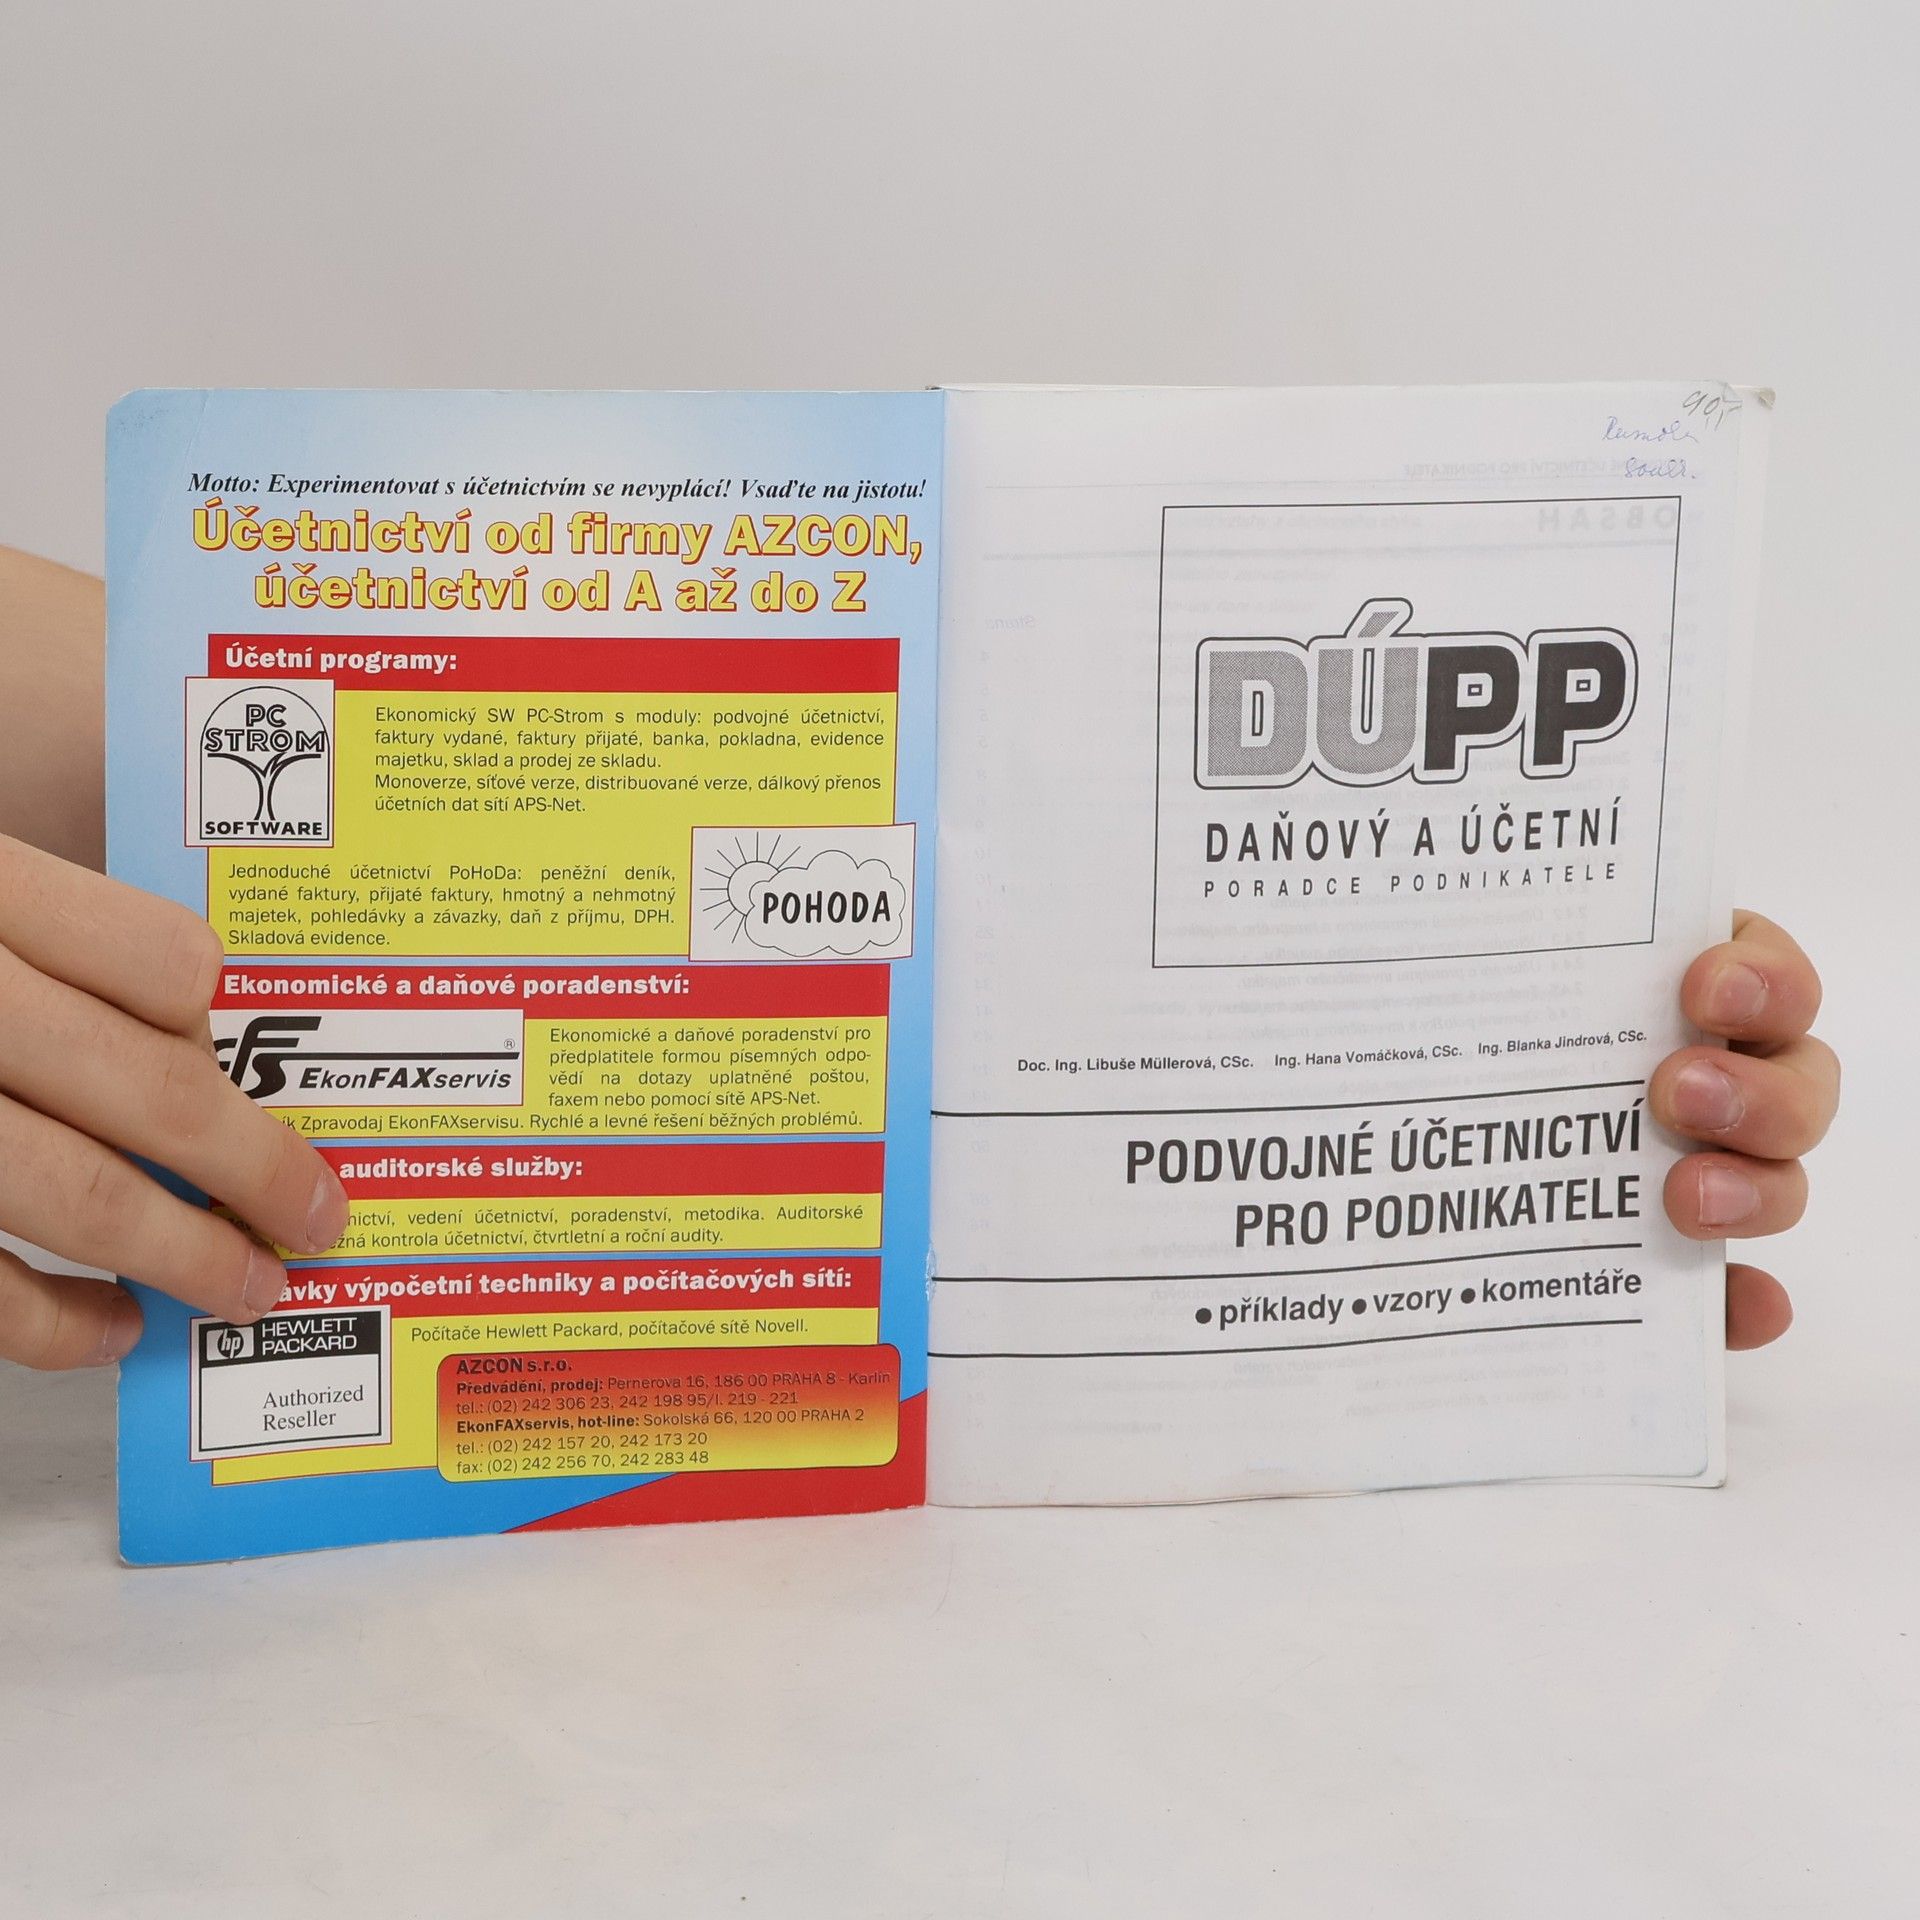 Motto: Experimentovat s účetnictvím se nevyplácí! Vsaďte na jistotu!
Účetnictví od firmy AZCON,
účetnictví od A až do Z
Účetní programy:
PC
STROM
SOFTWARE
Ekonomický SW PC-Strom s moduly: podvojné účetnictví,
faktury vydané, faktury přijaté, banka, pokladna, evidence
majetku, sklad a prodej ze skladu.
Monoverze, síťové verze, distribuované verze, dálkový přenos
účetních dat sítí APS-Net.
Jednoduché účetnictví PoHoDa: peněžní deník,
vydané faktury, přijaté faktury, hmotný a nehmotný
majetek, pohledávky a závazky, daň z příjmu, DPH.
Skladová evidence.
POHODA
Ekonomické a daňové poradenství:
®
EkonFAXservis
Ekonomické a daňové poradenství pro
předplatitele formou písemných odpo-
vědí na dotazy uplatněné poštou,
faxem nebo pomocí sítě APS-Net.
Zpravodaj EkonFAXservisu. Rychlé a levné řešení běžných problémů.
auditorské služby:
vedení účetnictví, poradenství, metodika. Auditorské
kontrola účetnictví, čtvrtletní a roční audity.
výpočetní techniky a počítačových sítí:
hp HEWLETT
PACKARD
Authorized
Reseller
Počítače Hewlett Packard, počítačové sítě Novell.
AZCON s.r.o.
Předvádění, prodej: Pernerova 16, 186 00 PRAHA 8 - Karlín
tel.: (02) 242 306 23, 242 198 95/l. 219 - 221
EkonFAXservis, hot-line: Sokolská 66, 120 00 PRAHA 2
tel.: (02) 242 157 20, 242 173 20
fax: (02) 242 256 70, 242 283 48
90,-
DÚPP
DAŇOVÝ A ÚČETNÍ
PORADCE PODNIKATELE
Doc. Ing. Libuše Müllerová, CSc. Ing. Hana Vomáčková, CSc. Ing. Blanka Jindrová, CSc.
PODVOJNÉ ÚČETNICTVÍ
PRO PODNIKATELE
• příklady • vzory • komentáře